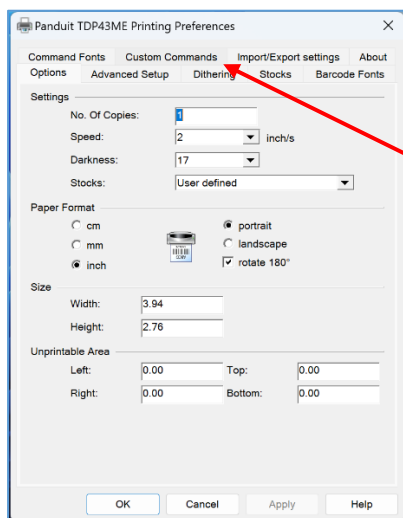 Panduit TDP43ME Printing Preferences
Command Fonts Custom Commands Import/Export settings About
Options Advanced Setup Dithering Stocks Barcode Fonts
Settings
No. Of Copies: 1
Speed: 2 inch/s
Darkness: 17
Stocks: User defined
Paper Format
cm portrait
mm landscape
inch rotate 180°
Size
Width: 3.94
Height: 2.76
Unprintable Area
Left: 0.00 Top: 0.00
Right: 0.00 Bottom: 0.00
OK Cancel Apply Help